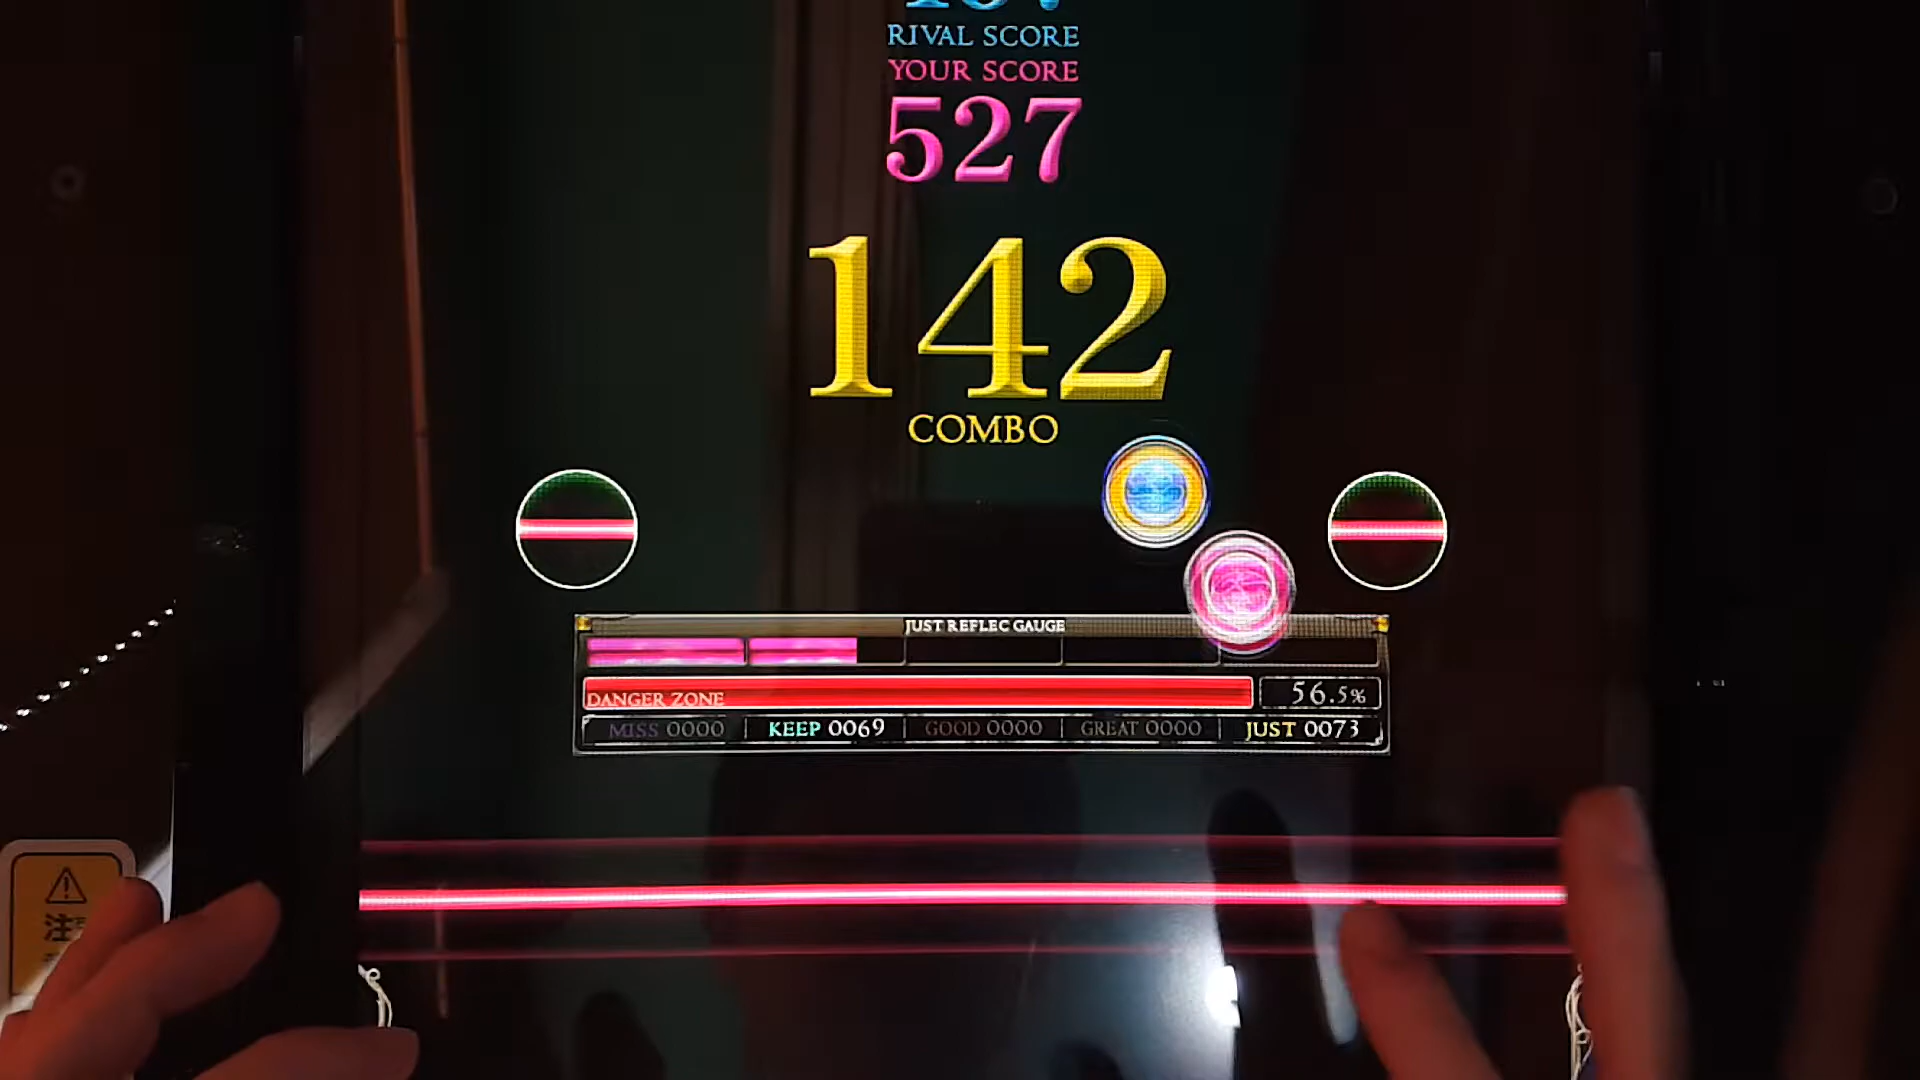 RIVAL SCORE
YOUR SCORE
527
142
COMBO
JUST REFLEC GAUGE
DANGER ZONE 56.5%
MISS 0000 KEEP 0069 GOOD 0000 GREAT 0000 JUST 0073
注